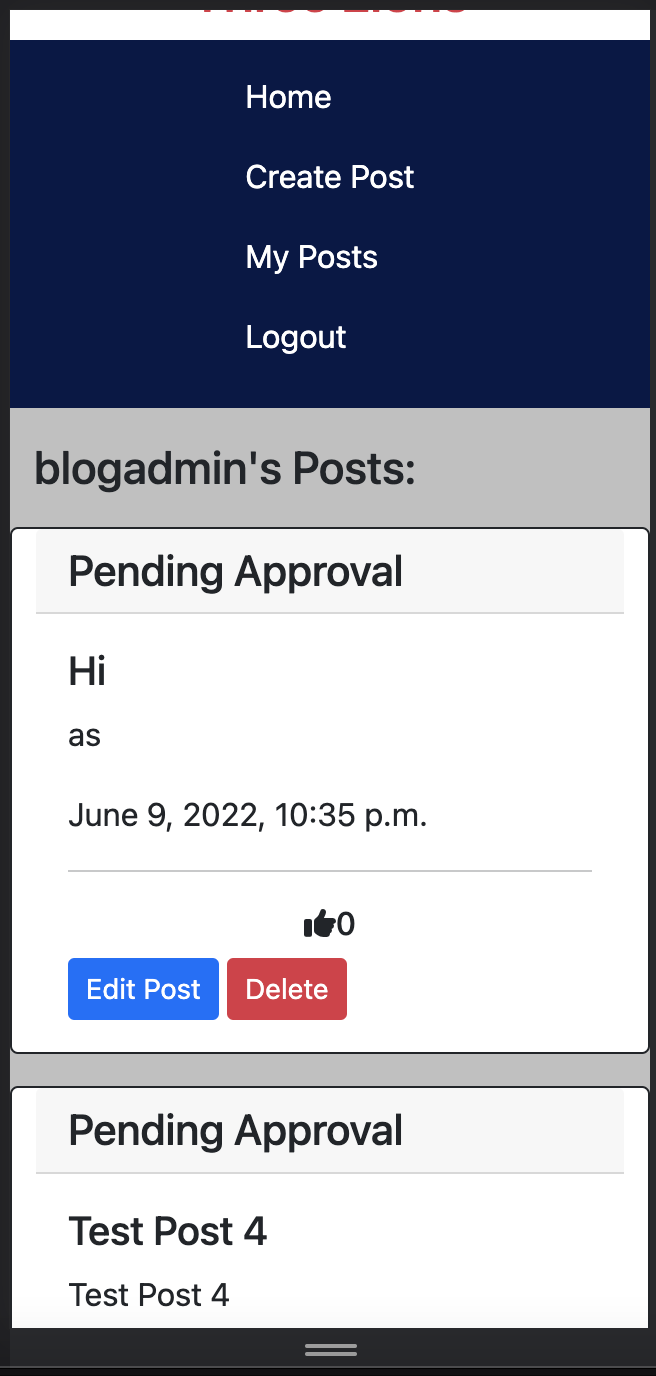 Home
Create Post
My Posts
Logout
blogadmin's Posts:
Pending Approval
Hi
as
June 9, 2022, 10:35 p.m.
0
Edit Post Delete
Pending Approval
Test Post 4
Test Post 4